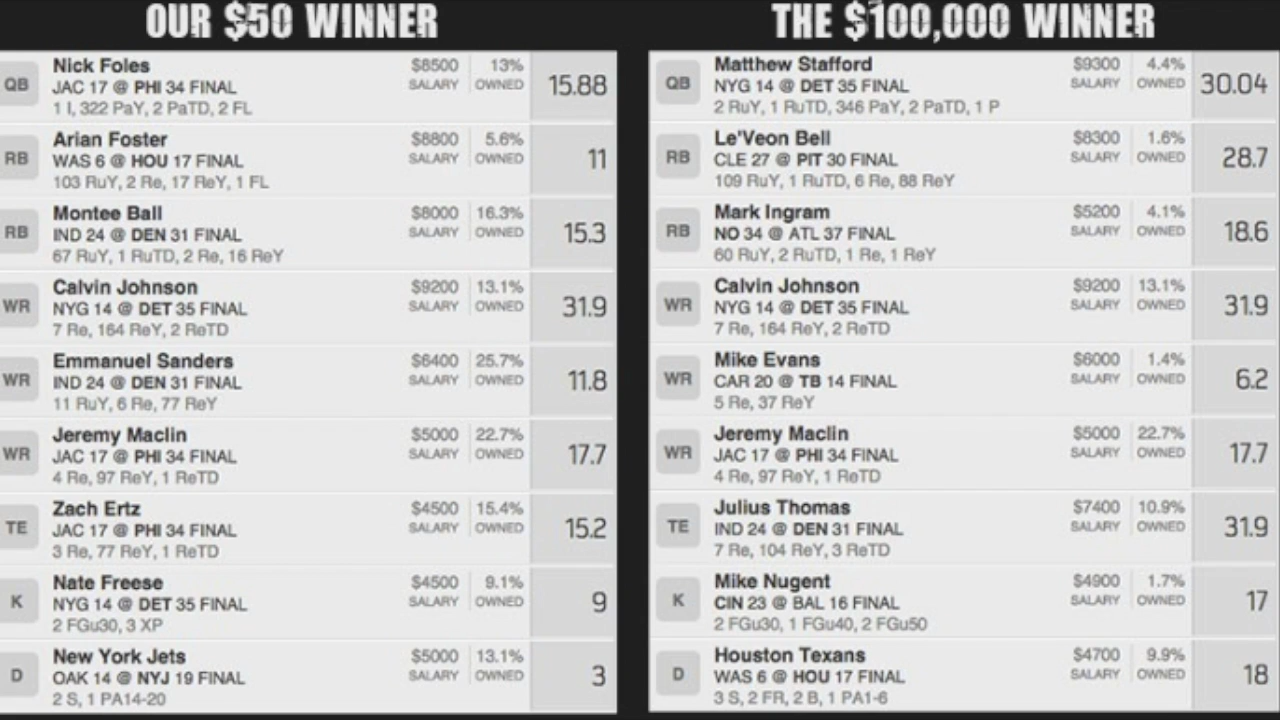 OUR $50 WINNER
QB
Nick Foles
JAC 17 @ PHI 34 FINAL
1 I, 322 PaY, 2 PaTD, 2 FL
$8500 13%
SALARY OWNED
15.88
RB
Arian Foster
WAS 6 @ HOU 17 FINAL
103 RuY, 2 Re, 17 ReY, 1 FL
$8800 5.6%
SALARY OWNED
11
RB
Montee Ball
IND 24 @ DEN 31 FINAL
67 RuY, 1 RuTD, 2 Re, 16 ReY
$8000 16.3%
SALARY OWNED
15.3
WR
Calvin Johnson
NYG 14 @ DET 35 FINAL
7 Re, 164 ReY, 2 ReTD
$9200 13.1%
SALARY OWNED
31.9
WR
Emmanuel Sanders
IND 24 @ DEN 31 FINAL
11 RuY, 6 Re, 77 ReY
$6400 25.7%
SALARY OWNED
11.8
WR
Jeremy Maclin
JAC 17 @ PHI 34 FINAL
4 Re, 97 ReY, 1 ReTD
$5000 22.7%
SALARY OWNED
17.7
TE
Zach Ertz
JAC 17 @ PHI 34 FINAL
3 Re, 77 ReY, 1 ReTD
$4500 15.4%
SALARY OWNED
15.2
K
Nate Freese
NYG 14 @ DET 35 FINAL
2 FGu30, 3 XP
$4500 9.1%
SALARY OWNED
9
D
New York Jets
OAK 14 @ NYJ 19 FINAL
2 S, 1 PA14-20
$5000 13.1%
SALARY OWNED
3
THE $100,000 WINNER
QB
Matthew Stafford
NYG 14 @ DET 35 FINAL
2 RuY, 1 RuTD, 346 PaY, 2 PaTD, 1 P
$9300 4.4%
SALARY OWNED
30.04
RB
Le'Veon Bell
CLE 27 @ PIT 30 FINAL
109 RuY, 1 RuTD, 6 Re, 88 ReY
$8300 1.6%
SALARY OWNED
28.7
RB
Mark Ingram
NO 34 @ ATL 37 FINAL
60 RuY, 2 RuTD, 1 Re, 1 ReY
$5200 4.1%
SALARY OWNED
18.6
WR
Calvin Johnson
NYG 14 @ DET 35 FINAL
7 Re, 164 ReY, 2 ReTD
$9200 13.1%
SALARY OWNED
31.9
WR
Mike Evans
CAR 20 @ TB 14 FINAL
5 Re, 37 ReY
$6000 1.4%
SALARY OWNED
6.2
WR
Jeremy Maclin
JAC 17 @ PHI 34 FINAL
4 Re, 97 ReY, 1 ReTD
$5000 22.7%
SALARY OWNED
17.7
TE
Julius Thomas
IND 24 @ DEN 31 FINAL
7 Re, 104 ReY, 3 ReTD
$7400 10.9%
SALARY OWNED
31.9
K
Mike Nugent
CIN 23 @ BAL 16 FINAL
2 FGu30, 1 FGu40, 2 FGu50
$4900 1.7%
SALARY OWNED
17
D
Houston Texans
WAS 6 @ HOU 17 FINAL
3 S, 2 FR, 2 B, 1 PA1-6
$4700 9.9%
SALARY OWNED
18